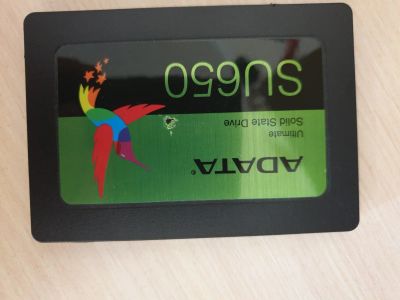 ADATA®
Ultimate
Solid State Drive
SU650